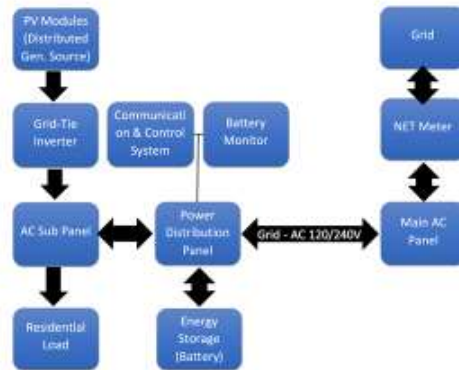 PV Modules
(Distributed
Gen. Source)
Grid
Grid-Tie
Inverter
Communicati
on & Control
System
Battery
Monitor
NET Meter
AC Sub Panel
Power
Distribution
Panel
Grid - AC 120/240V
Main AC
Panel
Residential
Load
Energy
Storage
(Battery)